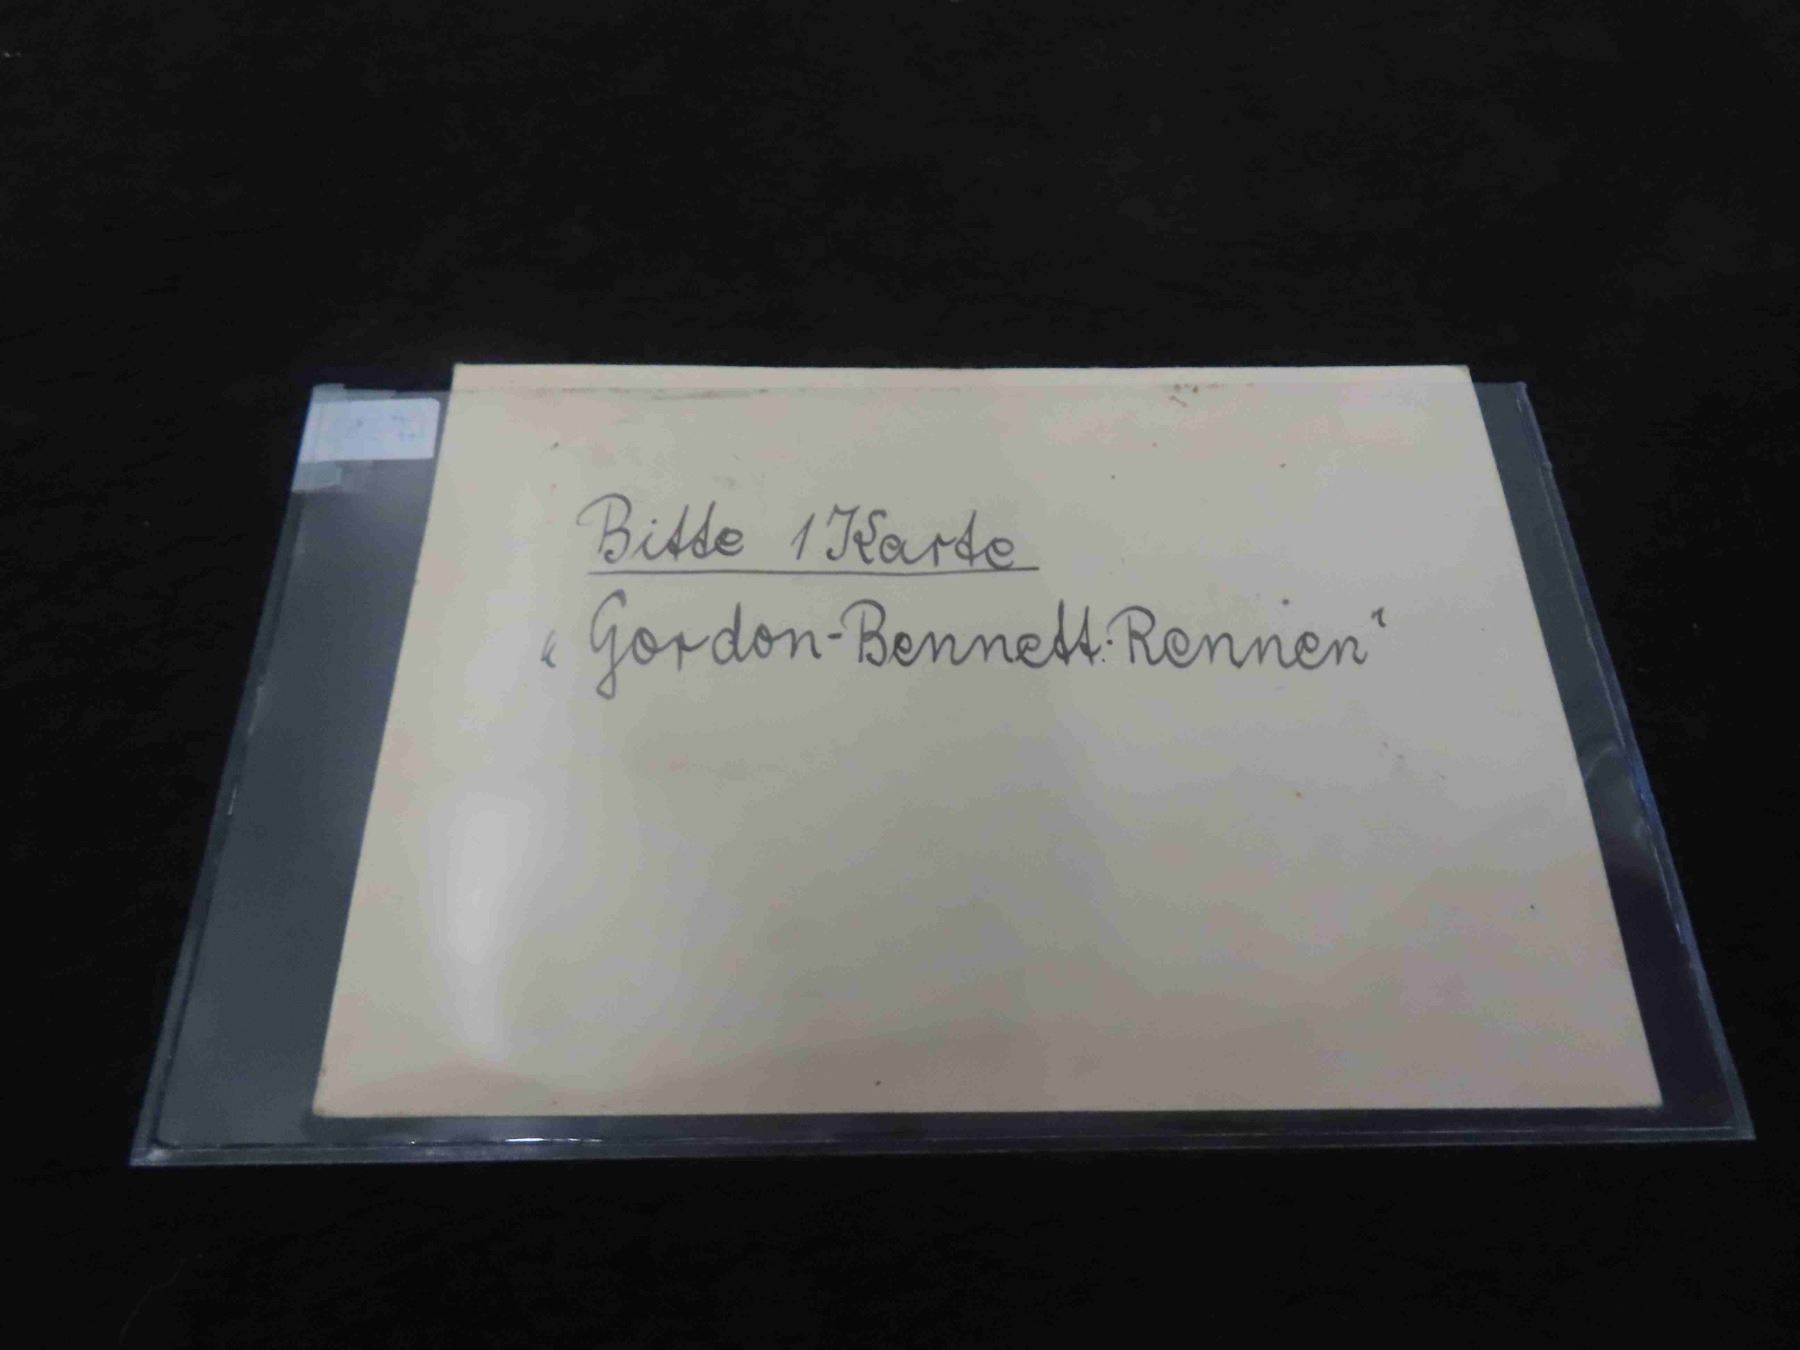 Bitte 1 Karte
"Gordon-Bennett-Rennen"